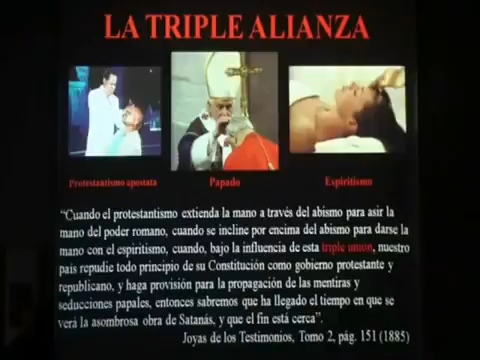 LA TRIPLE ALIANZA
Protestantismo apostata
Papado
Espiritismo
“Cuando el protestantismo extienda la mano a través del abismo para asir la
mano del poder romano, cuando se incline por encima del abismo para darse la
mano con el espiritismo, cuando, bajo la influencia de esta triple unión, nuestro
país repudie todo principio de su Constitución como gobierno protestante y
republicano, y haga provisión para la propagación de las mentiras y
seducciones papales, entonces sabremos que ha llegado el tiempo en que se
verá la asombrosa obra de Satanás, y que el fin está cerca”.
Joyas de los Testimonios, Tomo 2, pág. 151 (1885)